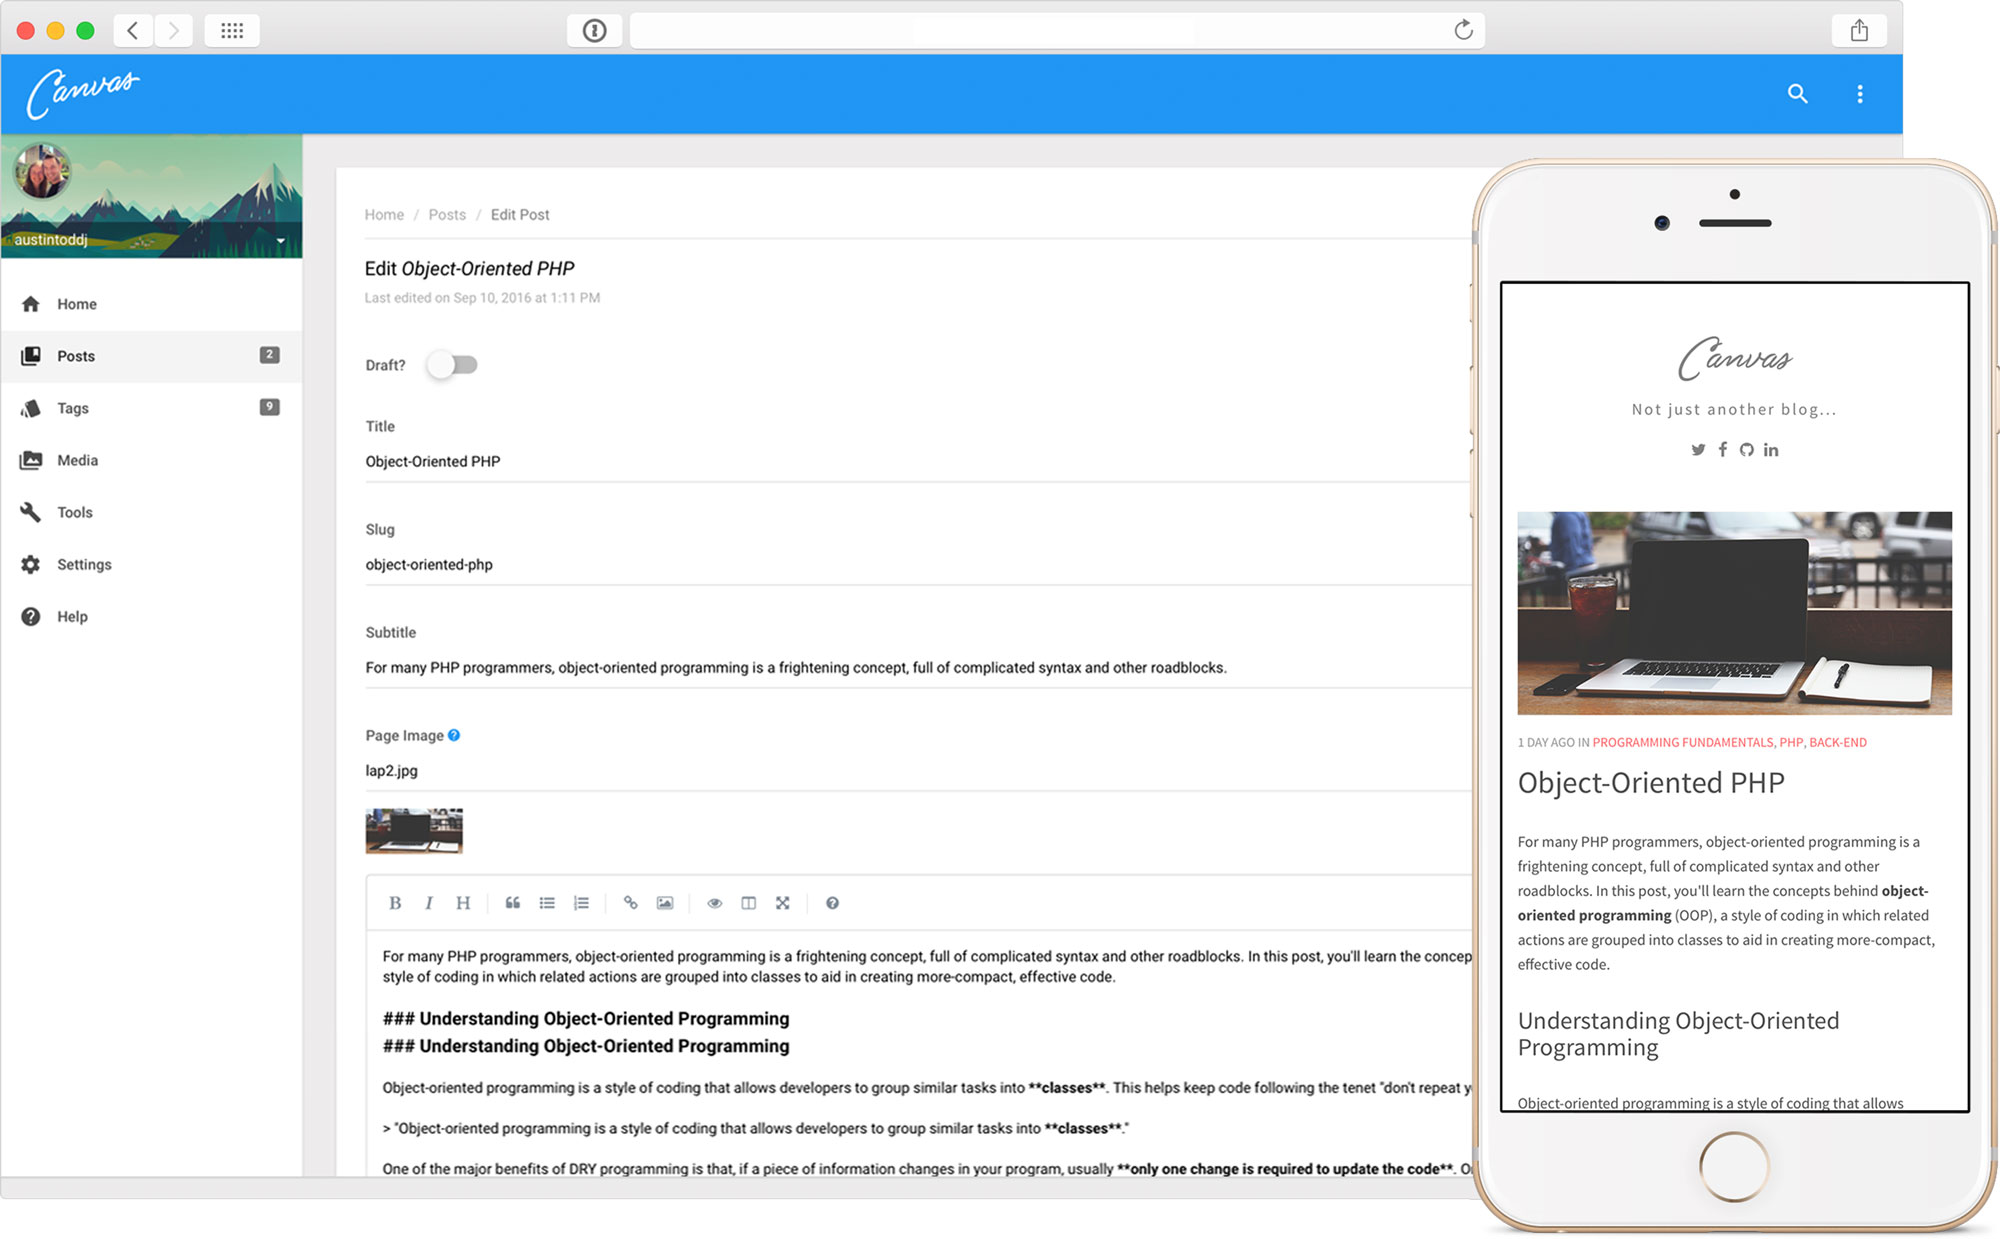 Canvas
austintoddj
Home
Posts 2
Tags 9
Media
Tools
Settings
Help
Home / Posts / Edit Post
Edit Object-Oriented PHP
Last edited on Sep 10, 2016 at 1:11 PM
Draft?
Title
Object-Oriented PHP
Slug
object-oriented-php
Subtitle
For many PHP programmers, object-oriented programming is a frightening concept, full of complicated syntax and other roadblocks.
Page Image ?
lap2.jpg
B I H
For many PHP programmers, object-oriented programming is a frightening concept, full of complicated syntax and other roadblocks. In this post, you'll learn the concep
style of coding in which related actions are grouped into classes to aid in creating more-compact, effective code.
### Understanding Object-Oriented Programming
### Understanding Object-Oriented Programming
Object-oriented programming is a style of coding that allows developers to group similar tasks into **classes**. This helps keep code following the tenet "don't repeat y
> "Object-oriented programming is a style of coding that allows developers to group similar tasks into **classes**."
One of the major benefits of DRY programming is that, if a piece of information changes in your program, usually **only one change is required to update the code**. O
Canvas
Not just another blog...
1 DAY AGO IN PROGRAMMING FUNDAMENTALS, PHP, BACK-END
Object-Oriented PHP
For many PHP programmers, object-oriented programming is a
frightening concept, full of complicated syntax and other
roadblocks. In this post, you'll learn the concepts behind object-
oriented programming (OOP), a style of coding in which related
actions are grouped into classes to aid in creating more-compact,
effective code.
Understanding Object-Oriented
Programming
Object-oriented programming is a style of coding that allows